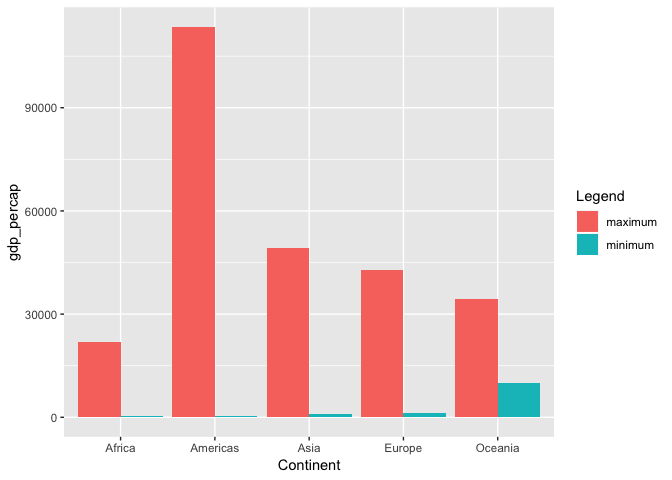 90000
60000
30000
0
gdp_percap
Africa Americas Asia Europe Oceania
Continent
Legend
maximum
minimum